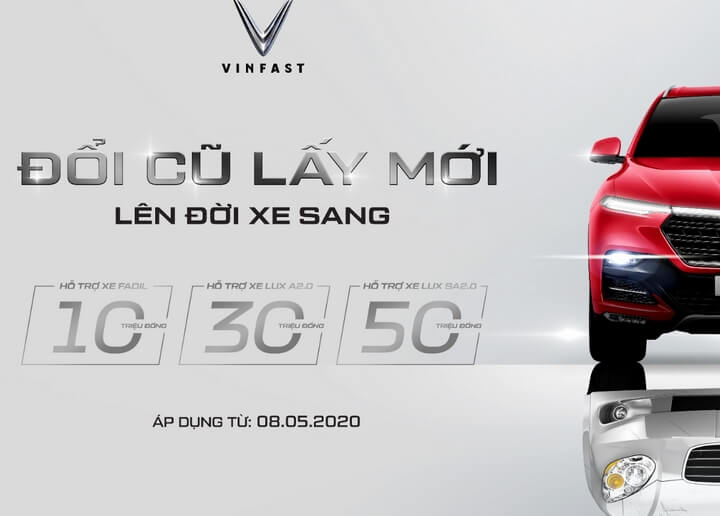 VINFAST
ĐỔI CŨ LẤY MỚI
LÊN ĐỜI XE SANG
HỖ TRỢ XE FADIL
10 TRIỆU ĐỒNG
HỖ TRỢ XE LUX A2.0
30 TRIỆU ĐỒNG
HỖ TRỢ XE LUX SA2.0
50 TRIỆU ĐỒNG
ÁP DỤNG TỪ: 08.05.2020